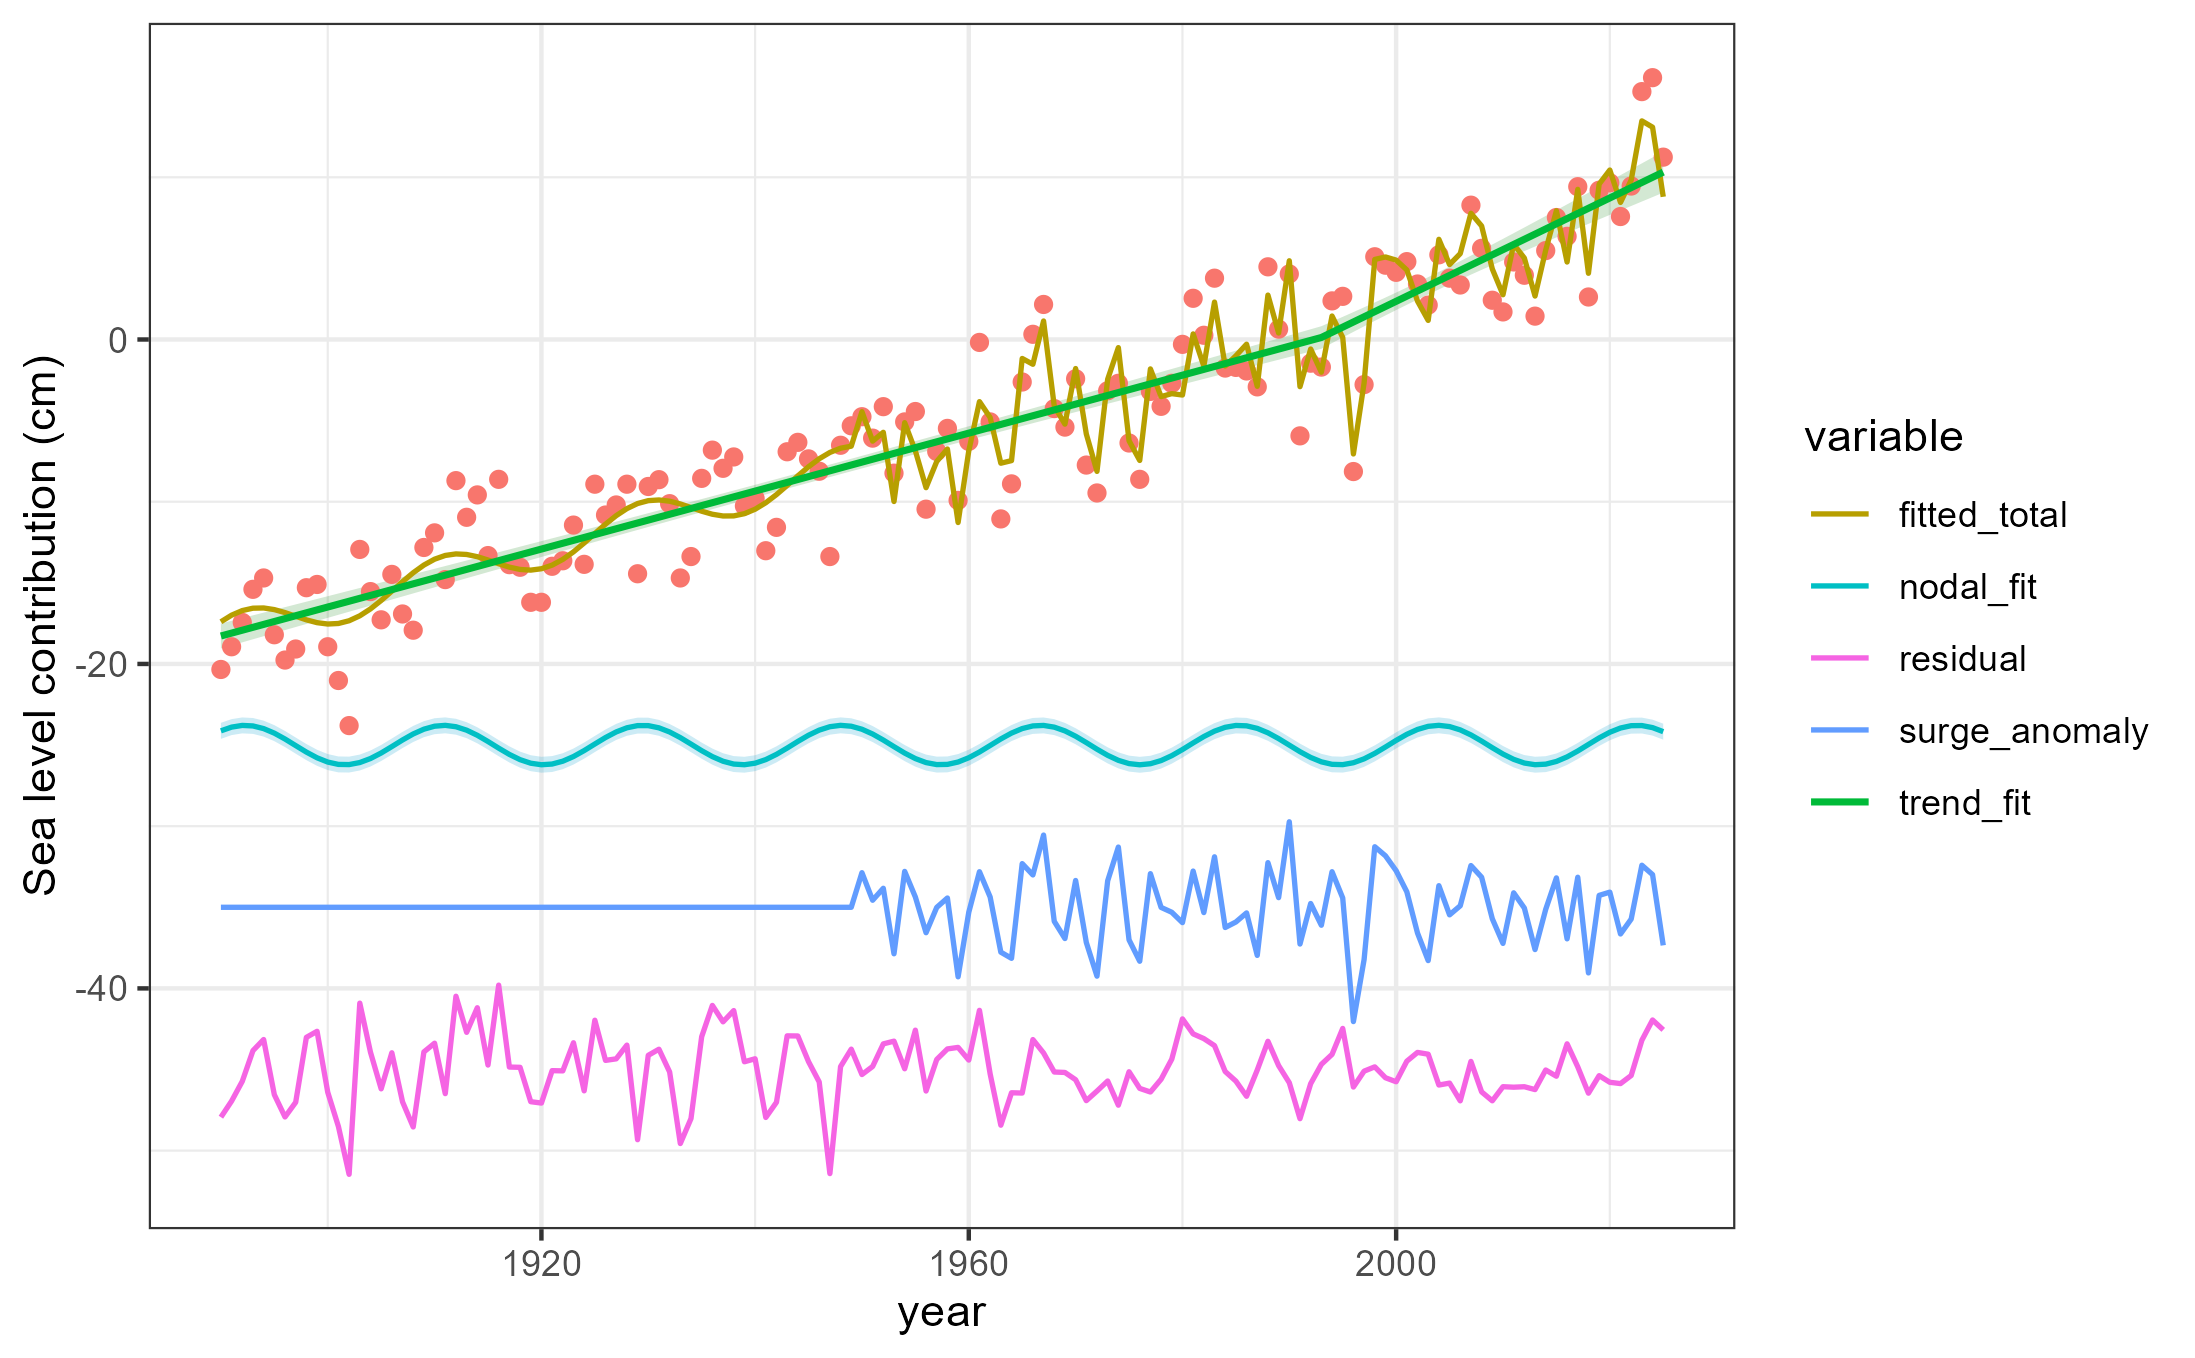 Sea level contribution (cm)
0
-20
-40
1920
1960
2000
year
variable
fitted_total
nodal_fit
residual
surge_anomaly
trend_fit